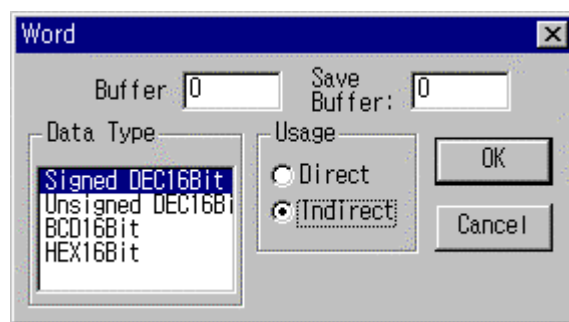 Word
Buffer 0
Save Buffer: 0
Data Type
Signed DEC16Bit
Unsigned DEC16Bi
BCD16Bit
HEX16Bit
Usage
Direct
Indirect
OK
Cancel